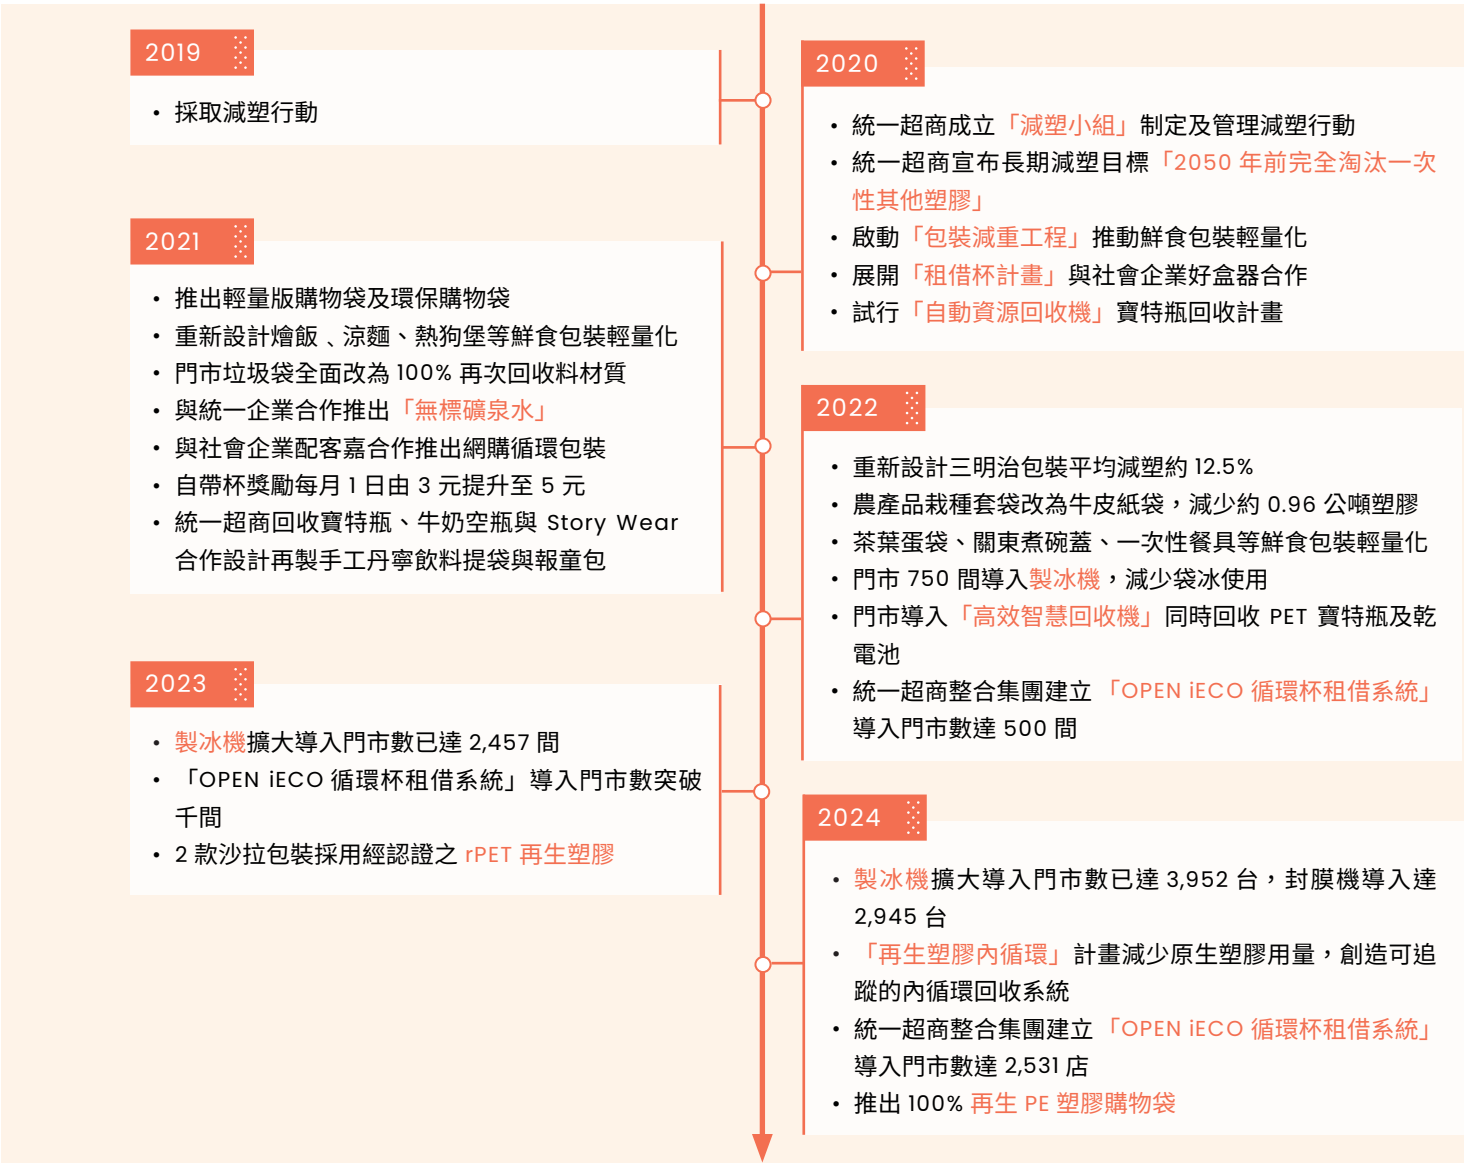 2019
• 採取減塑行動
2020
• 統一超商成立「減塑小組」制定及管理減塑行動
• 統一超商宣布長期減塑目標「2050 年前完全淘汰一次
性其他塑膠」
• 啟動「包裝減重工程」推動鮮食包裝輕量化
• 展開「租借杯計畫」與社會企業好盒器合作
• 試行「自動資源回收機」寶特瓶回收計畫
2021
• 推出輕量版購物袋及環保購物袋
• 重新設計燴飯﹑涼麵、熱狗堡等鮮食包裝輕量化
• 門市垃圾袋全面改為 100% 再次回收料材質
• 與統一企業合作推出「無標礦泉水」
• 與社會企業配客嘉合作推出網購循環包裝
• 自帶杯獎勵每月 1 日由 3 元提升至 5 元
• 統一超商回收寶特瓶、牛奶空瓶與 Story Wear
合作設計再製手工丹寧飲料提袋與報童包
2022
• 重新設計三明治包裝平均減塑約 12.5%
• 農產品栽種套袋改為牛皮紙袋，減少約 0.96 公噸塑膠
• 茶葉蛋袋、關東煮碗蓋、一次性餐具等鮮食包裝輕量化
• 門市 750 間導入製冰機，減少袋冰使用
• 門市導入「高效智慧回收機」同時回收 PET 寶特瓶及乾
電池
• 統一超商整合集團建立「OPEN iECO 循環杯租借系統」
導入門市數達 500 間
2023
• 製冰機擴大導入門市數已達 2,457 間
• 「OPEN iECO 循環杯租借系統」導入門市數突破
千間
• 2 款沙拉包裝採用經認證之 rPET 再生塑膠
2024
• 製冰機擴大導入門市數已達 3,952 台，封膜機導入達
2,945 台
• 「再生塑膠內循環」計畫減少原生塑膠用量，創造可追
蹤的內循環回收系統
• 統一超商整合集團建立「OPEN iECO 循環杯租借系統」
導入門市數達 2,531 店
• 推出 100% 再生 PE 塑膠購物袋